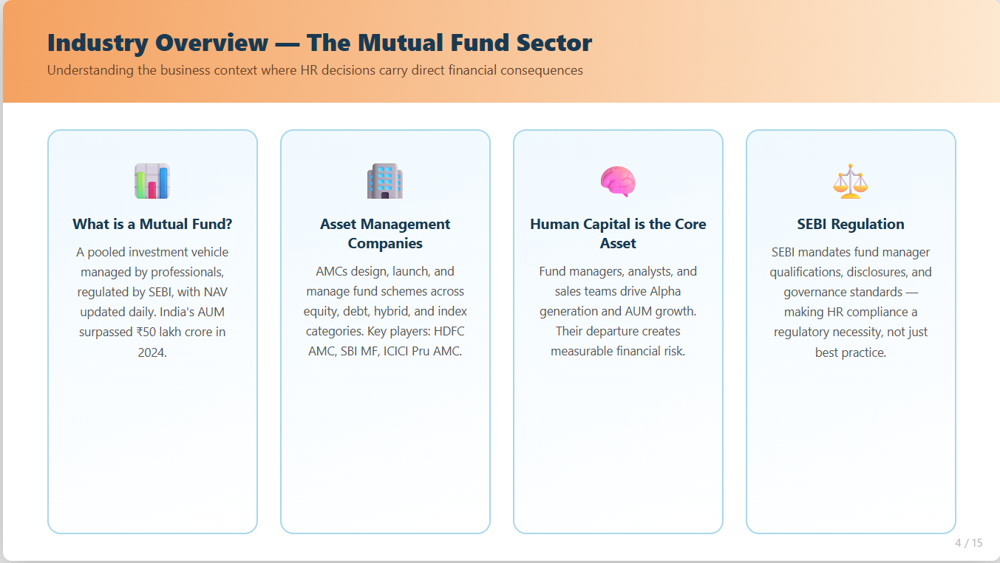 Industry Overview — The Mutual Fund Sector
Understanding the business context where HR decisions carry direct financial consequences
What is a Mutual Fund?
A pooled investment vehicle
managed by professionals,
regulated by SEBI, with NAV
updated daily. India's AUM
surpassed ₹50 lakh crore in
2024.
Asset Management
Companies
AMCs design, launch, and
manage fund schemes across
equity, debt, hybrid, and index
categories. Key players: HDFC
AMC, SBI MF, ICICI Pru AMC.
Human Capital is the Core
Asset
Fund managers, analysts, and
sales teams drive Alpha
generation and AUM growth.
Their departure creates
measurable financial risk.
SEBI Regulation
SEBI mandates fund manager
qualifications, disclosures, and
governance standards —
making HR compliance a
regulatory necessity, not just
best practice.
4 / 15